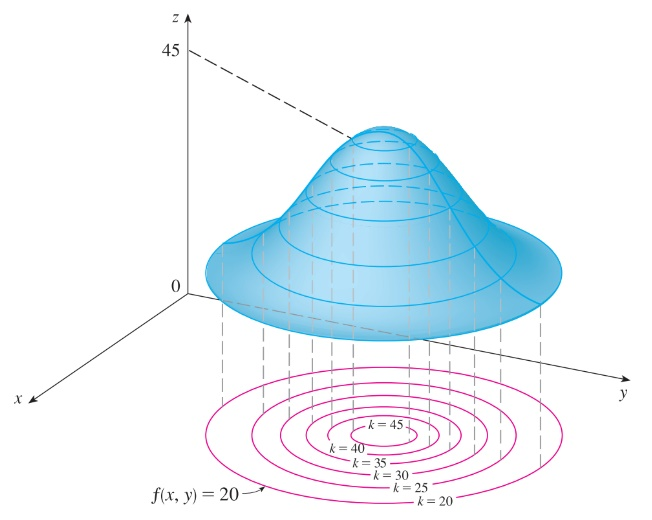 z
45
0
x
y
k = 45
k = 40
k = 35
k = 30
k = 25
f(x, y) = 20
k = 20